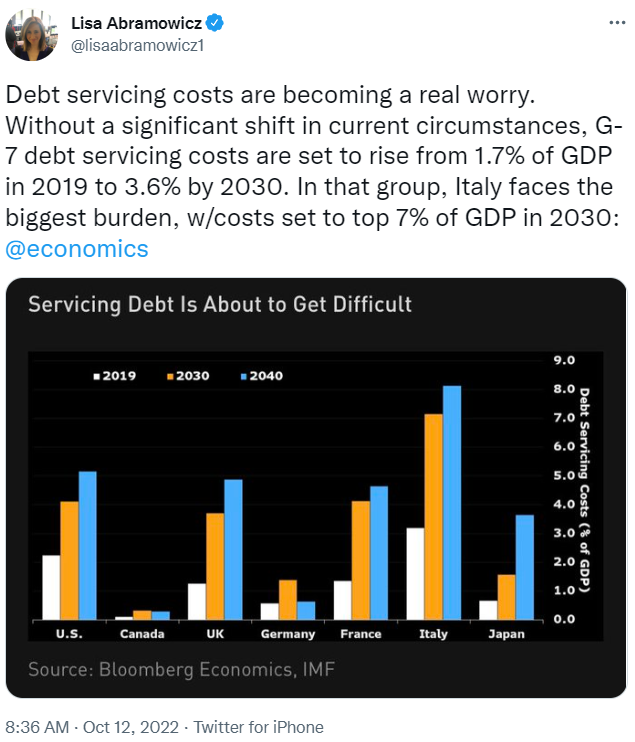 Lisa Abramowicz
@lisaabramowicz1
Debt servicing costs are becoming a real worry.
Without a significant shift in current circumstances, G-
7 debt servicing costs are set to rise from 1.7% of GDP
in 2019 to 3.6% by 2030. In that group, Italy faces the
biggest burden, w/costs set to top 7% of GDP in 2030:
@economics
Servicing Debt Is About to Get Difficult
2019 2030 2040
9.0
8.0
7.0
6.0
5.0
4.0
3.0
2.0
1.0
0.0
Debt Servicing Costs (% of GDP)
U.S. Canada UK Germany France Italy Japan
Source: Bloomberg Economics, IMF
8:36 AM · Oct 12, 2022 · Twitter for iPhone